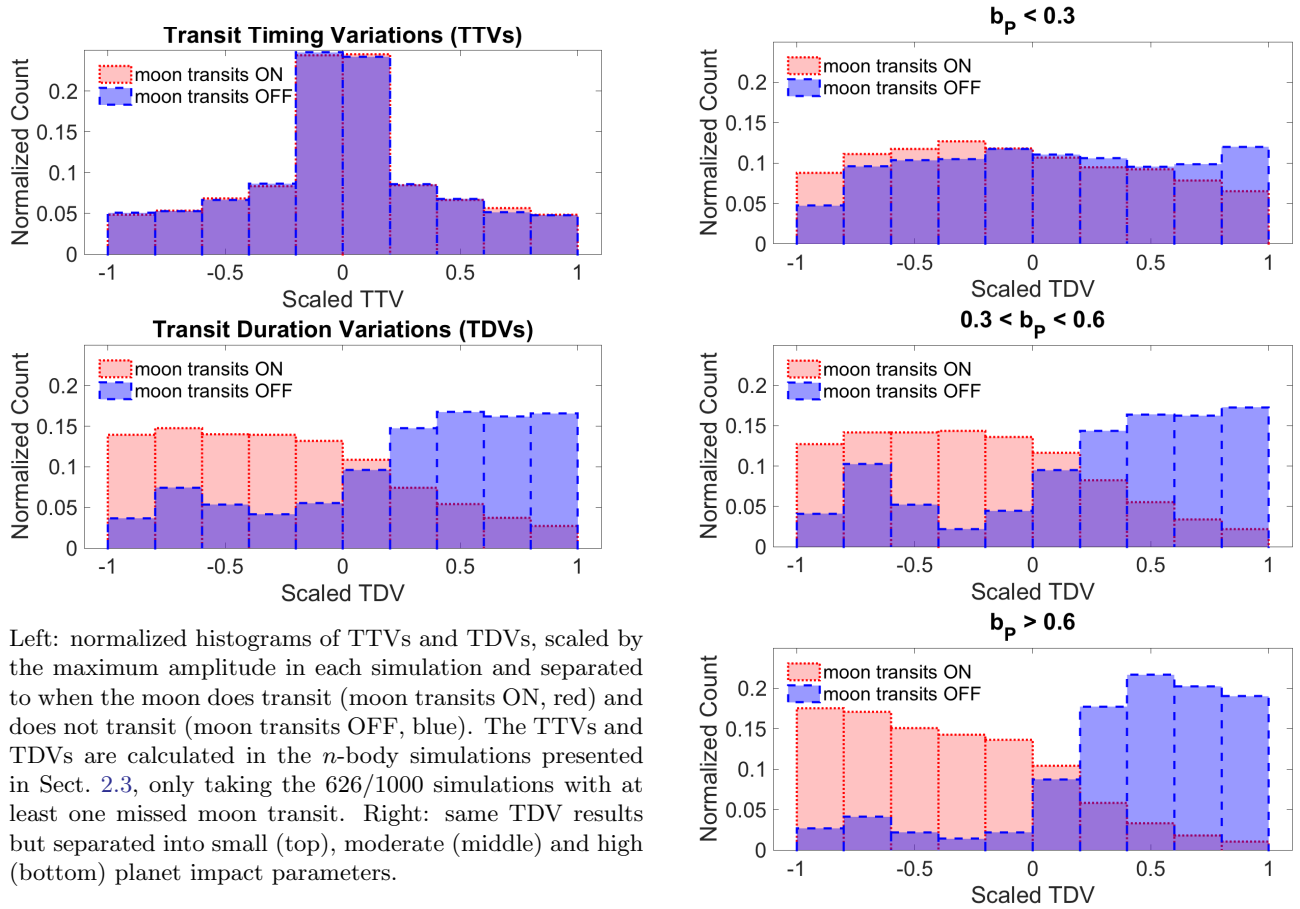 Transit Timing Variations (TTVs)
moon transits ON
moon transits OFF
Normalized Count
0.2
0.15
0.1
0.05
0
-1
-0.5
0
0.5
1
Scaled TTV
Transit Duration Variations (TDVs)
moon transits ON
moon transits OFF
Normalized Count
0.2
0.15
0.1
0.05
0
-1
-0.5
0
0.5
1
Scaled TDV
Left: normalized histograms of TTVs and TDVs, scaled by
the maximum amplitude in each simulation and separated
to when the moon does transit (moon transits ON, red) and
does not transit (moon transits OFF, blue). The TTVs and
TDVs are calculated in the n-body simulations presented
in Sect. 2.3, only taking the 626/1000 simulations with at
least one missed moon transit. Right: same TDV results
but separated into small (top), moderate (middle) and high
(bottom) planet impact parameters.
b_P < 0.3
moon transits ON
moon transits OFF
Normalized Count
0.2
0.15
0.1
0.05
0
-1
-0.5
0
0.5
1
Scaled TDV
0.3 < b_P < 0.6
moon transits ON
moon transits OFF
Normalized Count
0.2
0.15
0.1
0.05
0
-1
-0.5
0
0.5
1
Scaled TDV
b_P > 0.6
moon transits ON
moon transits OFF
Normalized Count
0.2
0.15
0.1
0.05
0
-1
-0.5
0
0.5
1
Scaled TDV